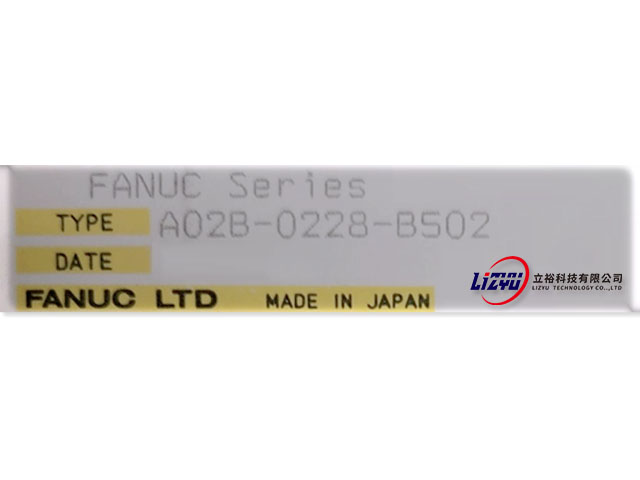 FANUC Series
TYPE A02B-0228-B502
DATE
FANUC LTD MADE IN JAPAN
LiZYU 立裕科技有限公司
LIZYU TECHNOLOGY CO.,.LTD